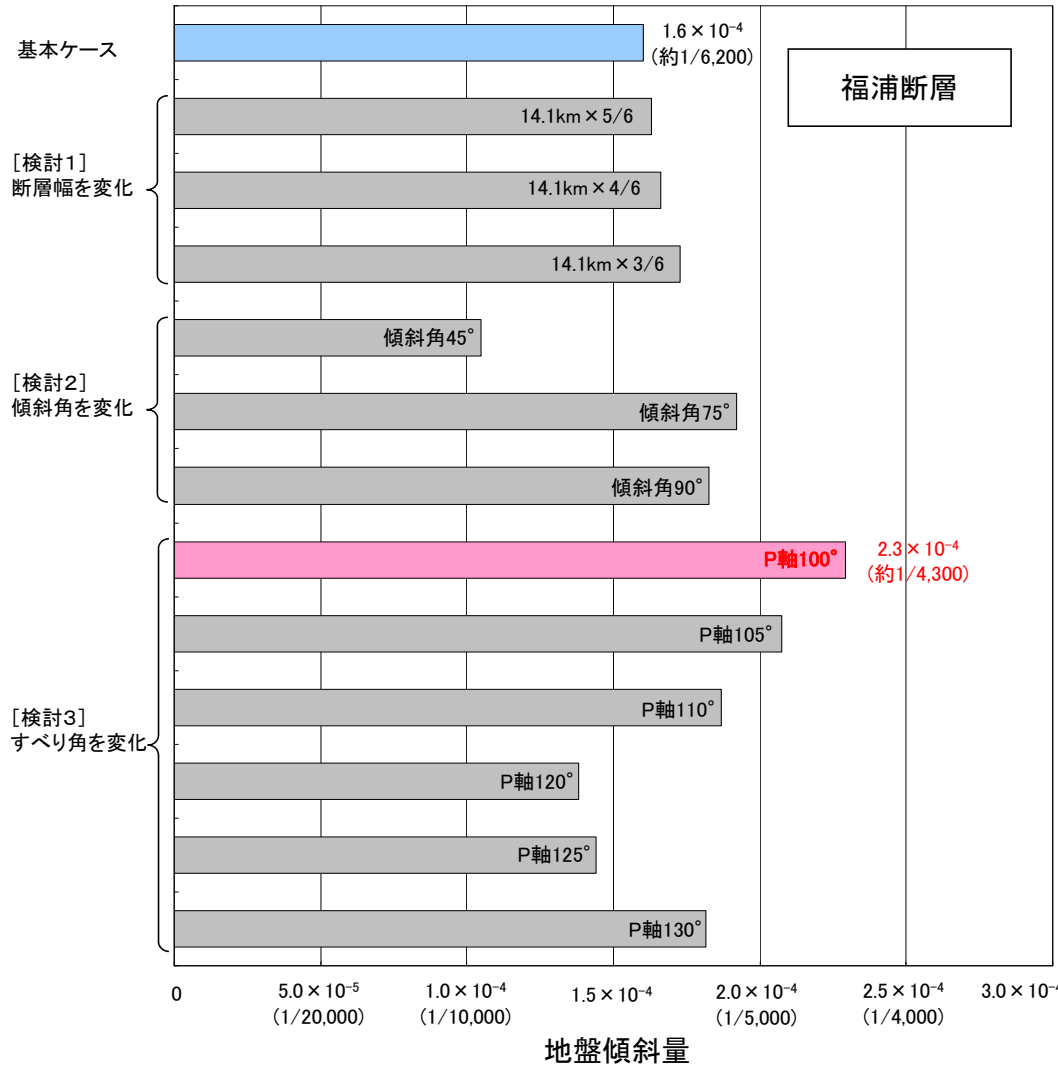 基本ケース
1.6×10⁻⁴
(約1/6,200)
福浦断層
[検討1]
断層幅を変化
14.1km×5/6
14.1km×4/6
14.1km×3/6
[検討2]
傾斜角を変化
傾斜角45°
傾斜角75°
傾斜角90°
[検討3]
すべり角を変化
P軸100°
2.3×10⁻⁴
(約1/4,300)
P軸105°
P軸110°
P軸120°
P軸125°
P軸130°
0 5.0×10⁻⁵ 1.0×10⁻⁴ 1.5×10⁻⁴ 2.0×10⁻⁴ 2.5×10⁻⁴ 3.0×10⁻⁴
(1/20,000) (1/10,000) (1/5,000) (1/4,000)
地盤傾斜量